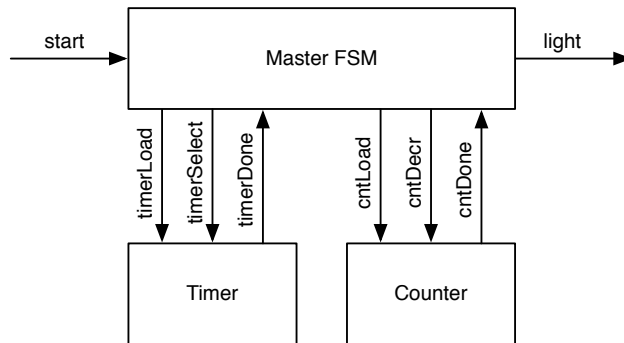 start
Master FSM
light
timerLoad
timerSelect
timerDone
cntLoad
cntDecr
cntDone
Timer
Counter